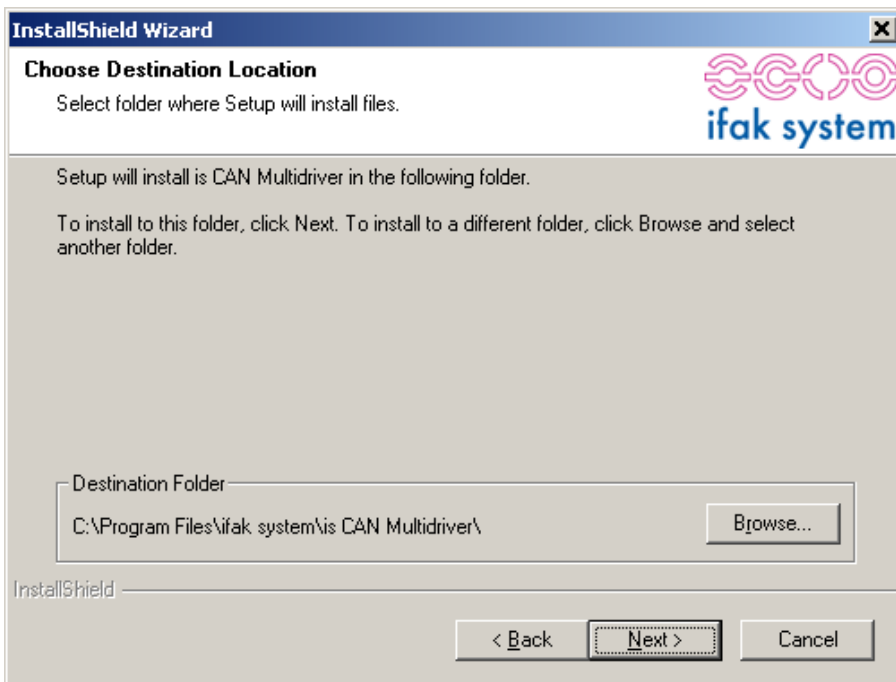 InstallShield Wizard
Choose Destination Location
Select folder where Setup will install files.
ifak system
Setup will install is CAN Multidriver in the following folder.
To install to this folder, click Next. To install to a different folder, click Browse and select
another folder.
Destination Folder
C:\Program Files\ifak system\is CAN Multidriver\
Browse...
InstallShield
< Back
Next >
Cancel